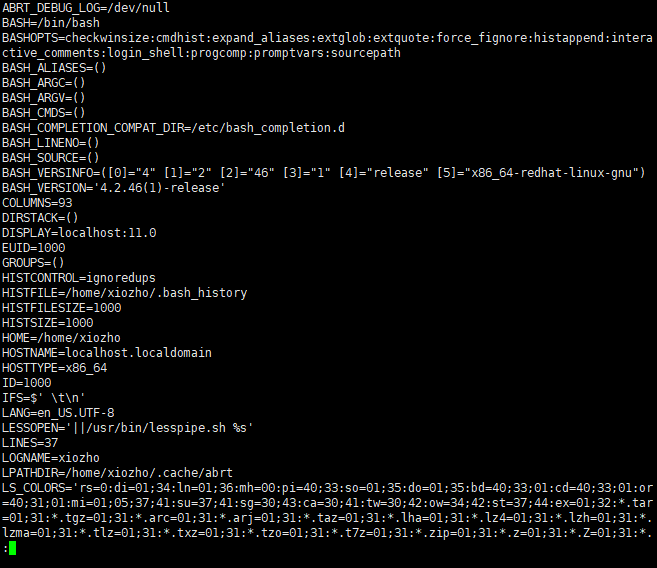 ABRT_DEBUG_LOG=/dev/null
BASH=/bin/bash
BASHOPTS=checkwinsize:cmdhist:expand_aliases:extglob:extquote:force_fignore:histappend:intera
ctive_comments:login_shell:progcomp:promptvars:sourcepath
BASH_ALIASES=()
BASH_ARGC=()
BASH_ARGV=()
BASH_CMDS=()
BASH_COMPLETION_COMPAT_DIR=/etc/bash_completion.d
BASH_LINENO=()
BASH_SOURCE=()
BASH_VERSINFO=([0]="4" [1]="2" [2]="46" [3]="1" [4]="release" [5]="x86_64-redhat-linux-gnu")
BASH_VERSION='4.2.46(1)-release'
COLUMNS=93
DIRSTACK=()
DISPLAY=localhost:11.0
EUID=1000
GROUPS=()
HISTCONTROL=ignoredups
HISTFILE=/home/xiozho/.bash_history
HISTFILESIZE=1000
HISTSIZE=1000
HOME=/home/xiozho
HOSTNAME=localhost.localdomain
HOSTTYPE=x86_64
ID=1000
IFS=$' \t\n'
LANG=en_US.UTF-8
LESSOPEN='||/usr/bin/lesspipe.sh %s'
LINES=37
LOGNAME=xiozho
LPATHDIR=/home/xiozho/.cache/abrt
LS_COLORS='rs=0:di=01;34:ln=01;36:mh=00:pi=40;33:so=01;35:do=01;35:bd=40;33;01:cd=40;33;01:or
=40;31;01:mi=01;05;37;41:su=37;41:sg=30;43:ca=30;41:tw=30;42:ow=34;42:st=37;44:ex=01;32:*.tar
=01;31:*.tgz=01;31:*.arc=01;31:*.arj=01;31:*.taz=01;31:*.lha=01;31:*.lz4=01;31:*.lzh=01;31:*.
lzma=01;31:*.tlz=01;31:*.txz=01;31:*.tzo=01;31:*.t7z=01;31:*.zip=01;31:*.z=01;31:*.Z=01;31:*.
: